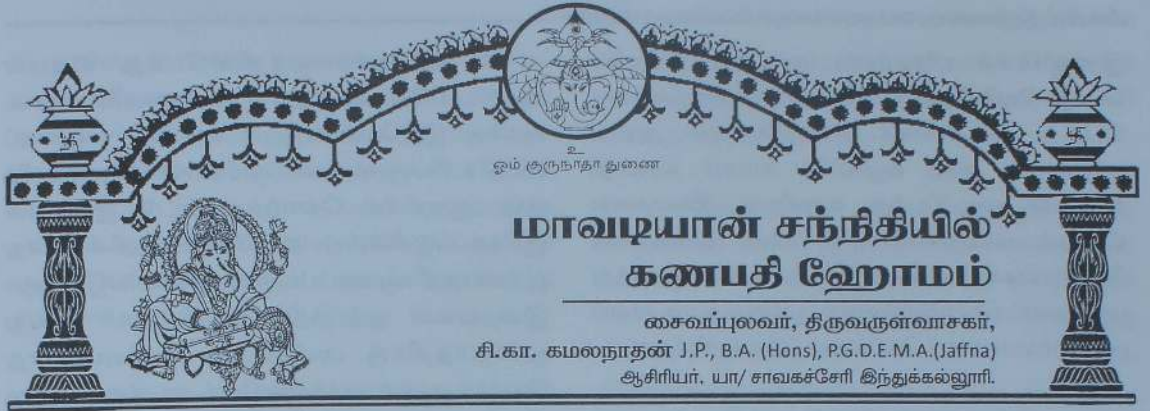 உ
ஓம் குருநாதா துணை
மாவடியான் சந்நிதியில்
கணபதி ஹோமம்
சைவப்புலவர், திருவருள்வாசகர்,
சி.கா. கமலநாதன் J.P., B.A. (Hons), P.G.D.E.M.A.(Jaffna)
ஆசிரியர். யா/ சாவகச்சேரி இந்துக்கல்லூரி.